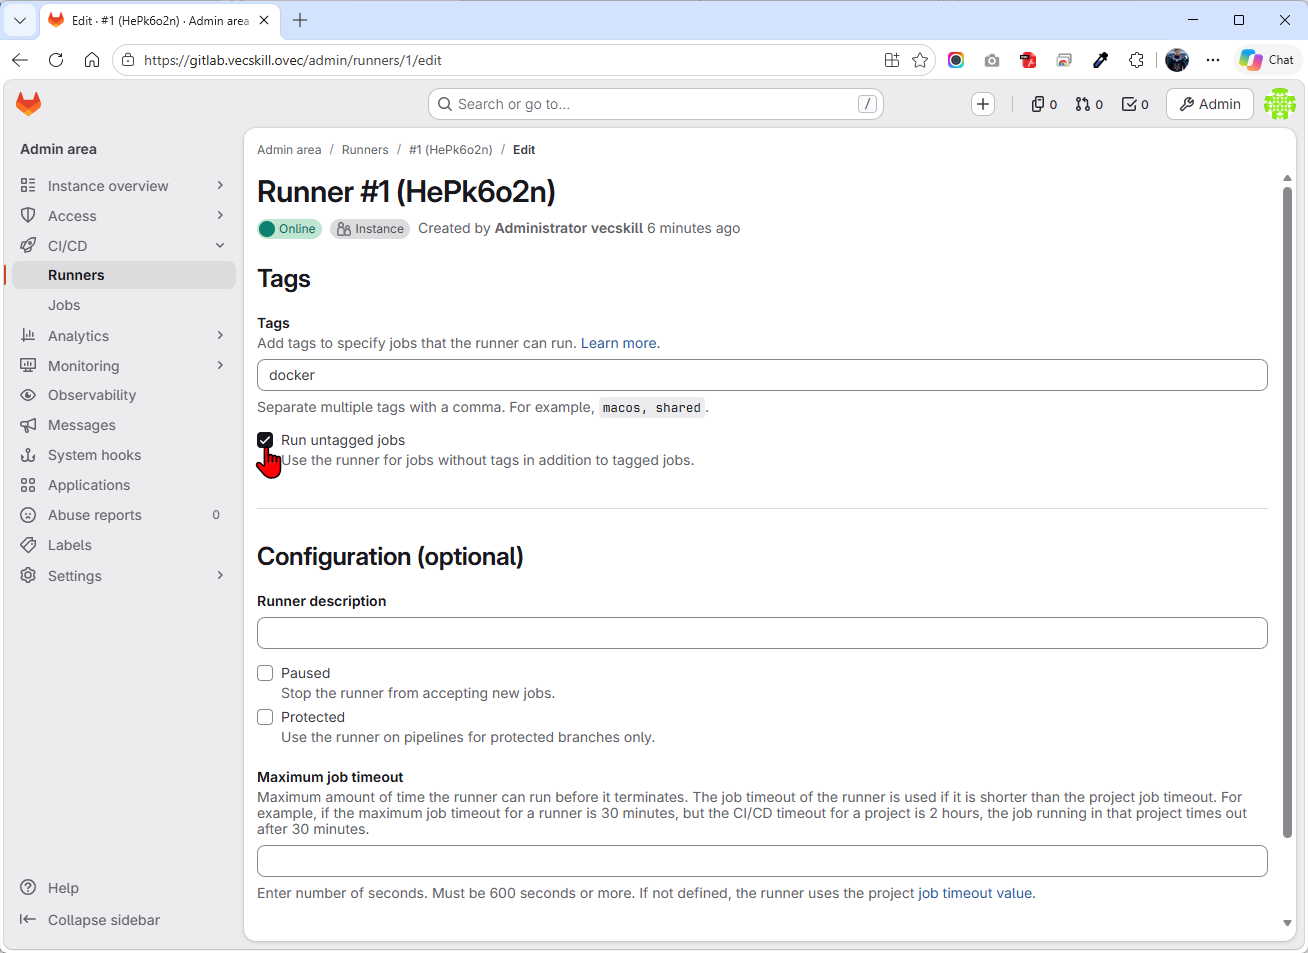 Edit · #1 (HePk6o2n) · Admin area
https://gitlab.vecskill.ovec/admin/runners/1/edit
Chat
Search or go to...
/
0
0
0
Admin
Admin area
Instance overview
Access
CI/CD
Runners
Jobs
Analytics
Monitoring
Observability
Messages
System hooks
Applications
Abuse reports 0
Labels
Settings
Help
Collapse sidebar
Admin area / Runners / #1 (HePk6o2n) / Edit
Runner #1 (HePk6o2n)
Online Instance Created by Administrator vecskill 6 minutes ago
Tags
Tags
Add tags to specify jobs that the runner can run. Learn more.
docker
Separate multiple tags with a comma. For example, macos, shared.
Run untagged jobs
Use the runner for jobs without tags in addition to tagged jobs.
Configuration (optional)
Runner description
Paused
Stop the runner from accepting new jobs.
Protected
Use the runner on pipelines for protected branches only.
Maximum job timeout
Maximum amount of time the runner can run before it terminates. The job timeout of the runner is used if it is shorter than the project job timeout. For
example, if the maximum job timeout for a runner is 30 minutes, but the CI/CD timeout for a project is 2 hours, the job running in that project times out
after 30 minutes.
Enter number of seconds. Must be 600 seconds or more. If not defined, the runner uses the project job timeout value.